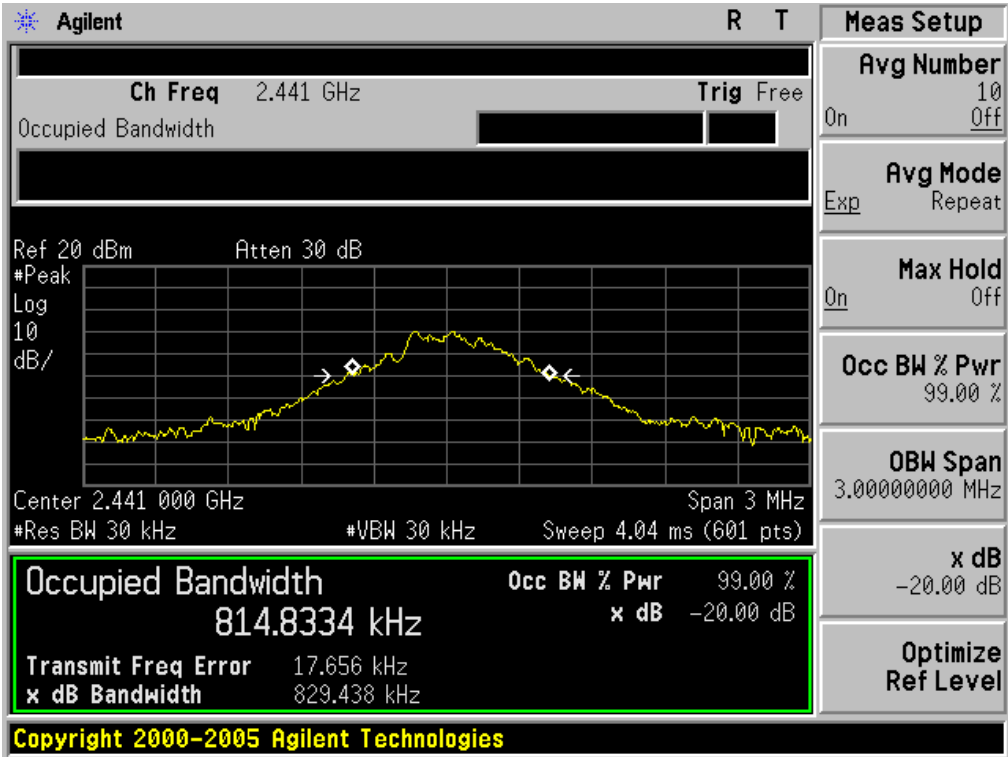 Agilent R T
Ch Freq 2.441 GHz Trig Free
Occupied Bandwidth
Ref 20 dBm Atten 30 dB
#Peak
Log
10
dB/
Center 2.441 000 GHz Span 3 MHz
#Res BW 30 kHz #VBW 30 kHz Sweep 4.04 ms (601 pts)
Occupied Bandwidth Occ BW % Pwr 99.00 %
814.8334 kHz x dB -20.00 dB
Transmit Freq Error 17.656 kHz
x dB Bandwidth 829.438 kHz
Copyright 2000-2005 Agilent Technologies
Meas Setup
Avg Number
10
On Off
Avg Mode
Exp Repeat
Max Hold
On Off
Occ BW % Pwr
99.00 %
OBW Span
3.00000000 MHz
x dB
-20.00 dB
Optimize
Ref Level